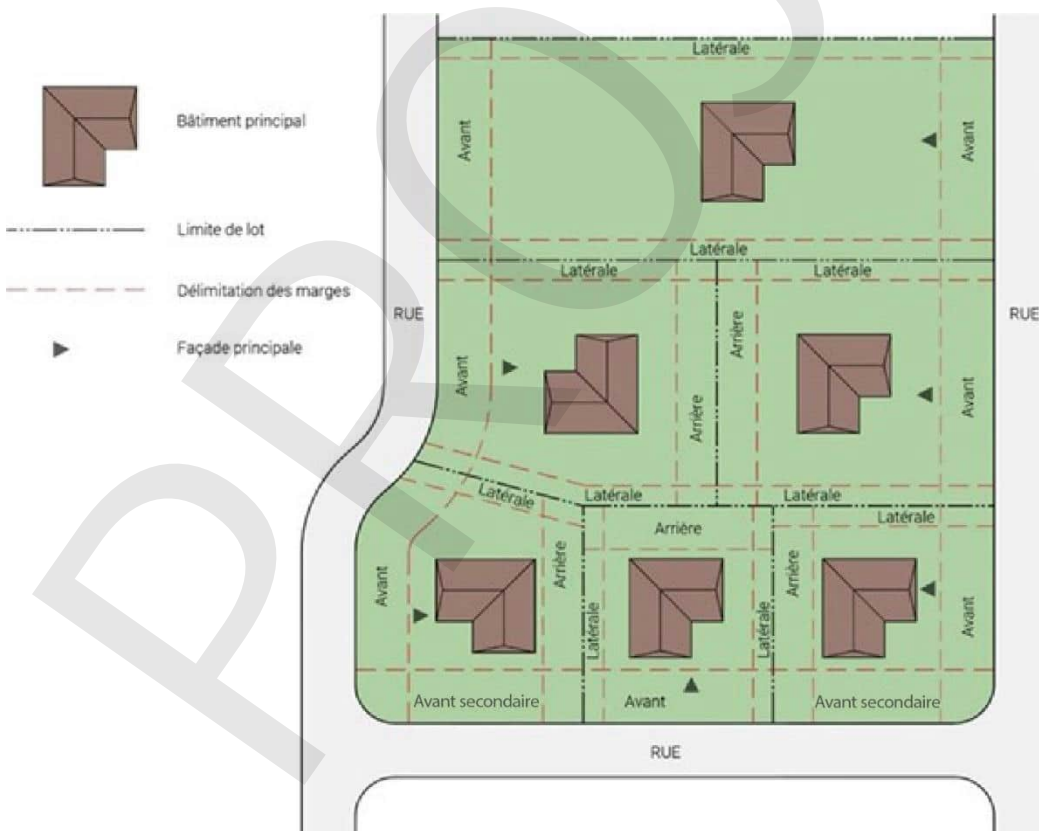 Bâtiment principal
Limite de lot
Délimitation des marges
Façade principale
Latérale
Avant
Avant
Latérale
Latérale
Latérale
RUE
RUE
Avant
Arrière
Arrière
Avant
Latérale
Latérale
Latérale
Latérale
Arrière
Avant
Arrière
Latérale
Latérale
Arrière
Avant
Avant secondaire
Avant
Avant secondaire
RUE